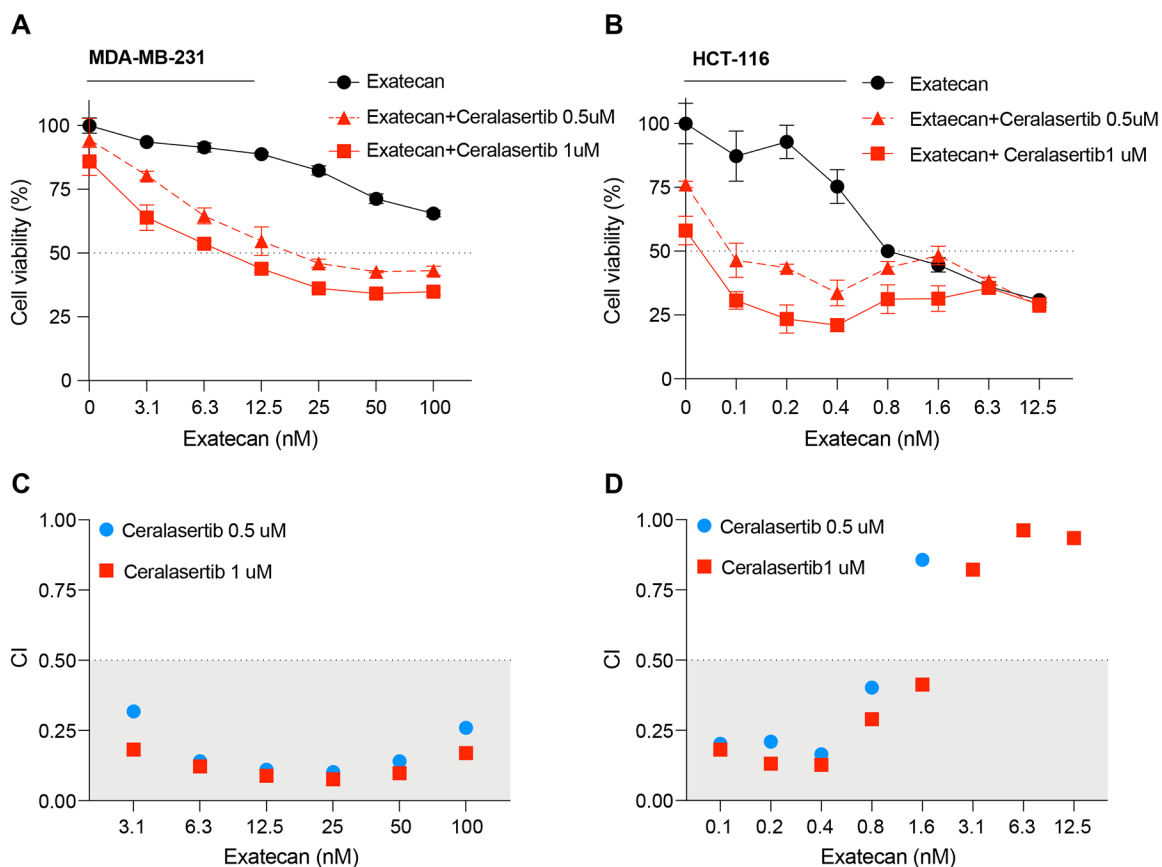 A
MDA-MB-231
Exatecan
Exatecan+Ceralasertib 0.5uM
Exatecan+Ceralasertib 1uM
100
75
50
25
0
Cell viability (%)
0 3.1 6.3 12.5 25 50 100
Exatecan (nM)
B
HCT-116
Exatecan
Extaecan+Ceralasertib 0.5uM
Exatecan+ Ceralasertib1 uM
100
75
50
25
0
Cell viability (%)
0 0.1 0.2 0.4 0.8 1.6 6.3 12.5
Exatecan (nM)
C
Ceralasertib 0.5 uM
Ceralasertib 1 uM
1.00
0.75
0.50
0.25
0.00
CI
3.1 6.3 12.5 25 50 100
Exatecan (nM)
D
Ceralasertib 0.5 uM
Ceralasertib1 uM
1.00
0.75
0.50
0.25
0.00
CI
0.1 0.2 0.4 0.8 1.6 3.1 6.3 12.5
Exatecan (nM)